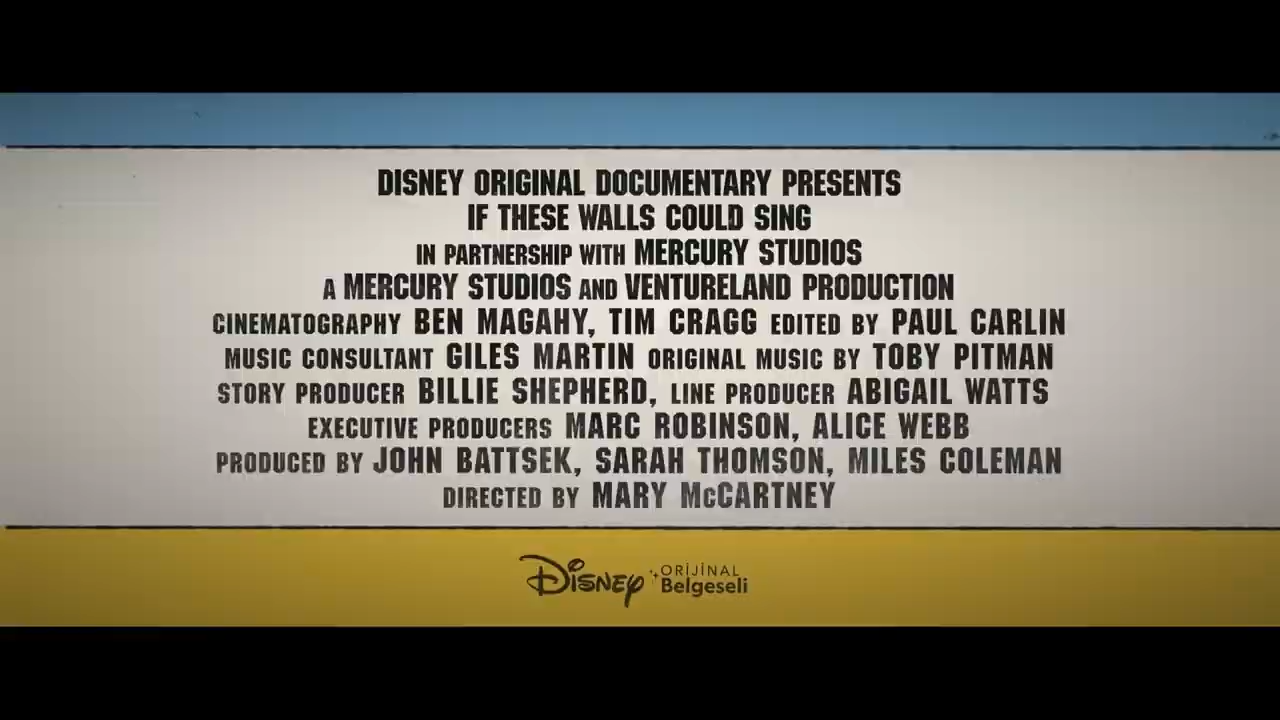 DISNEY ORIGINAL DOCUMENTARY PRESENTS
IF THESE WALLS COULD SING
IN PARTNERSHIP WITH MERCURY STUDIOS
A MERCURY STUDIOS AND VENTURELAND PRODUCTION
CINEMATOGRAPHY BEN MAGAHY, TIM CRAGG EDITED BY PAUL CARLIN
MUSIC CONSULTANT GILES MARTIN ORIGINAL MUSIC BY TOBY PITMAN
STORY PRODUCER BILLIE SHEPHERD, LINE PRODUCER ABIGAIL WATTS
EXECUTIVE PRODUCERS MARC ROBINSON, ALICE WEBB
PRODUCED BY JOHN BATTSEK, SARAH THOMSON, MILES COLEMAN
DIRECTED BY MARY McCARTNEY
DISNEY ORİJİNAL
Belgeseli